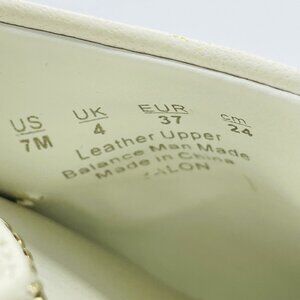 US UK EUR cm
7M 4 37 24
Leather Upper
Balance Man Made
Made in China